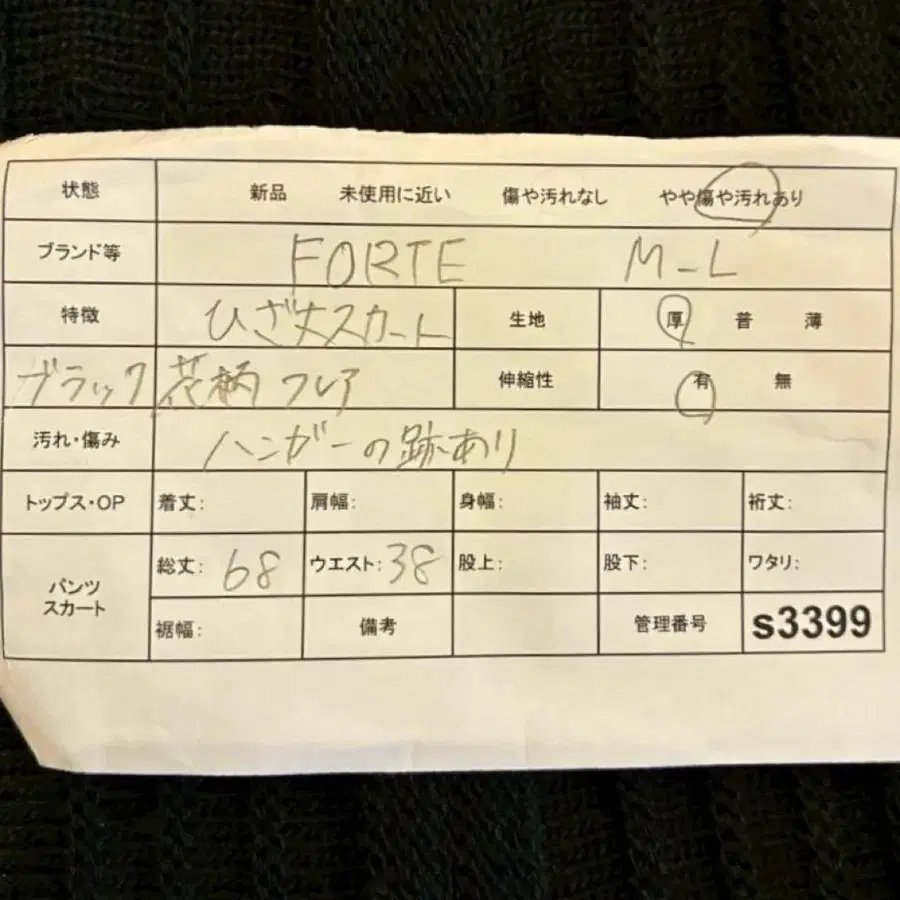 状態 新品 未使用に近い 傷や汚れなし やや傷や汚れあり
ブランド等 FORTE M-L
特徴 ひざ丈スカート 生地 厚 普 薄
ブラック 花柄 フレア 伸縮性 有 無
汚れ・傷み ハンガーの跡あり
トップス・OP 着丈: 肩幅: 身幅: 袖丈: 裄丈:
パンツ スカート 総丈: 68 ウエスト: 38 股上: 股下: ワタリ:
裾幅: 備考 管理番号 s3399